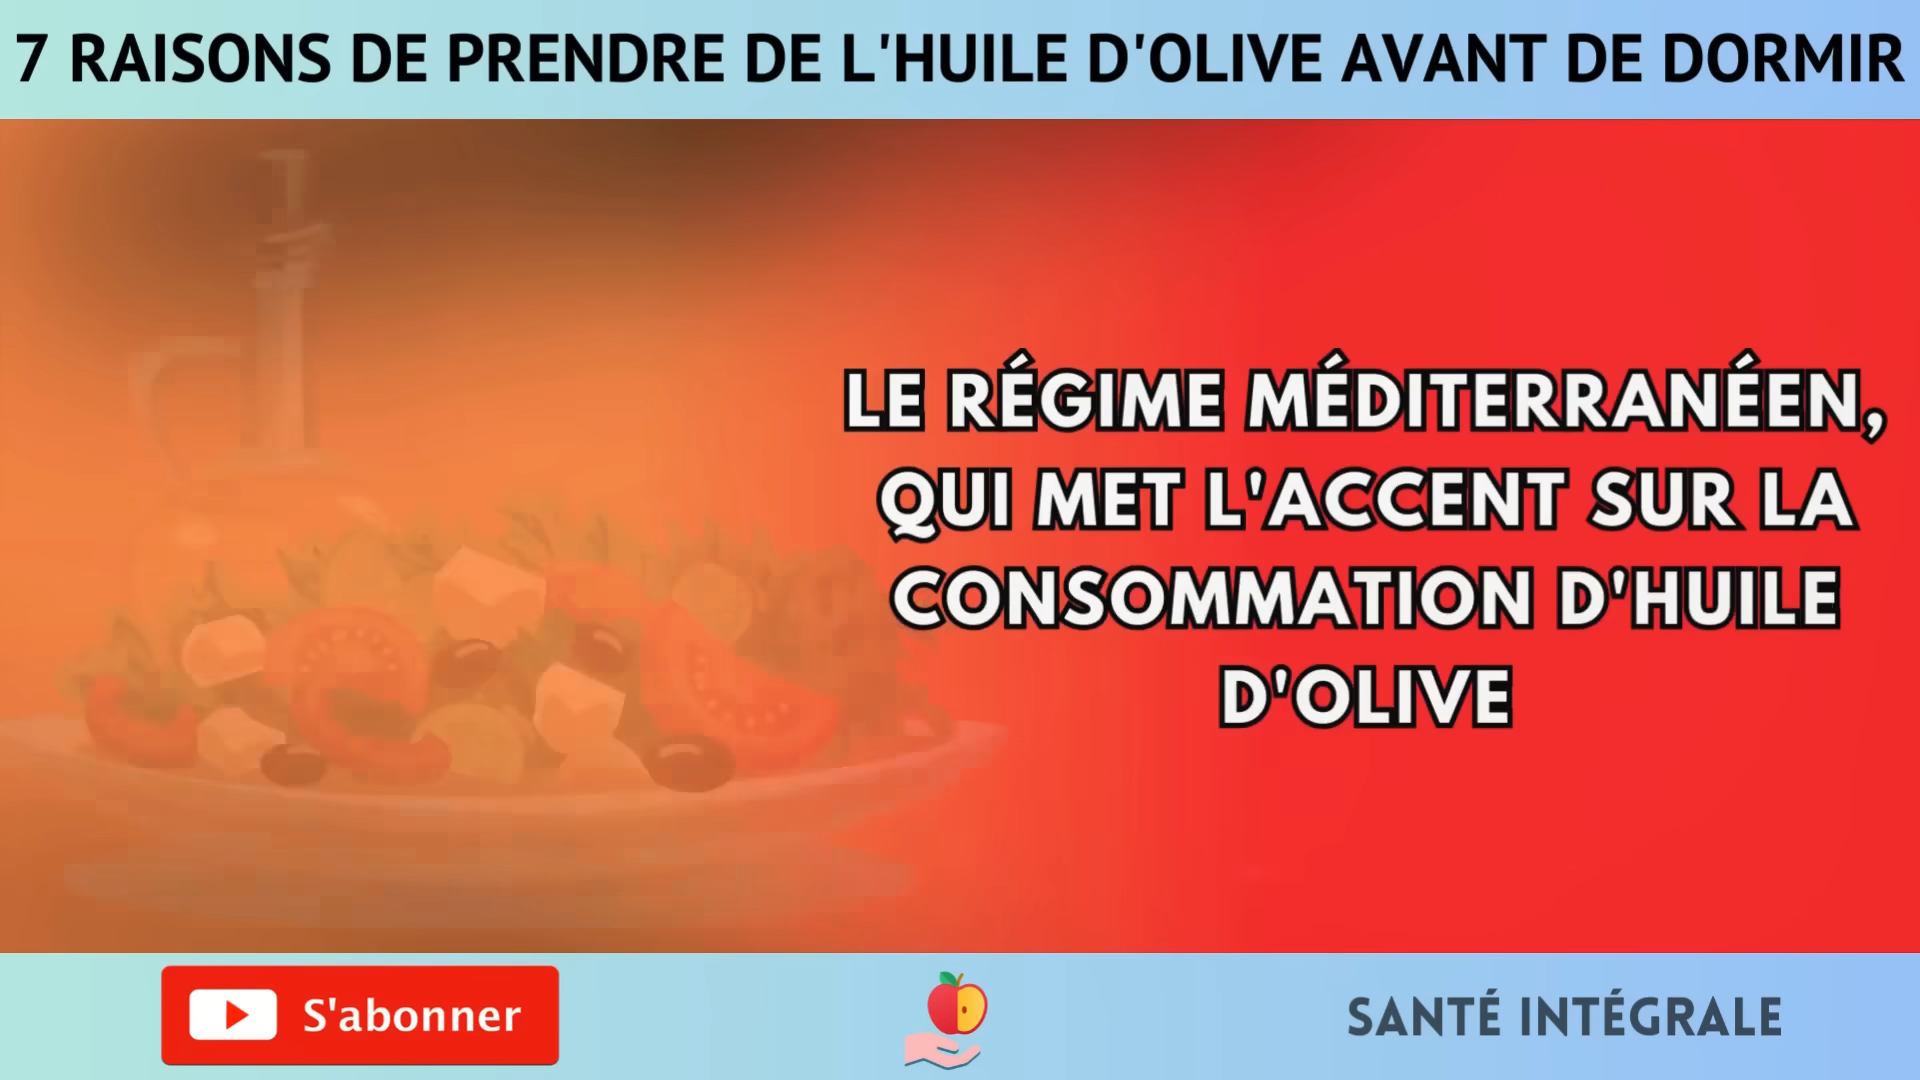 7 RAISONS DE PRENDRE DE L'HUILE D'OLIVE AVANT DE DORMIR
LE RÉGIME MÉDITERRANÉEN,
QUI MET L'ACCENT SUR LA
CONSOMMATION D'HUILE
D'OLIVE
S'abonner
SANTÉ INTÉGRALE